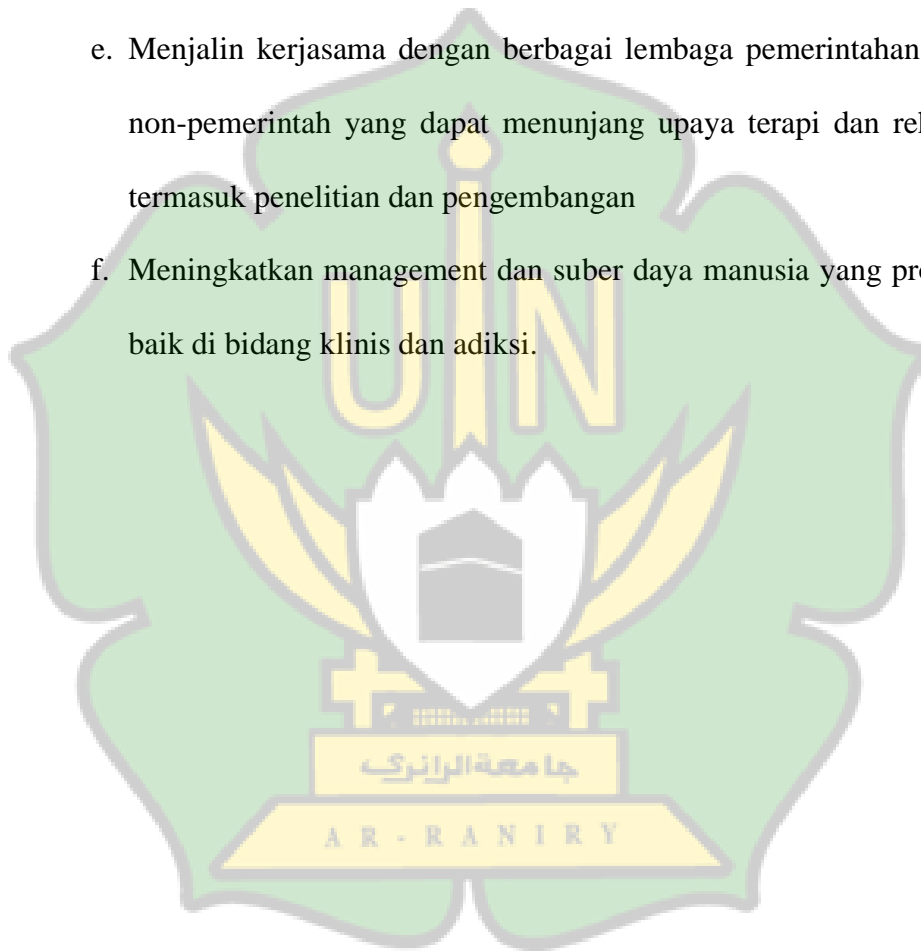 e. Menjalin kerjasama dengan berbagai lembaga pemerintahan
non-pemerintah yang dapat menunjang upaya terapi dan
termasuk penelitian dan pengembangan
f. Meningkatkan management dan suber daya manusia yang
baik di bidang klinis dan adiksi.
UIN
جامعة الرانري
AR - RANIRY